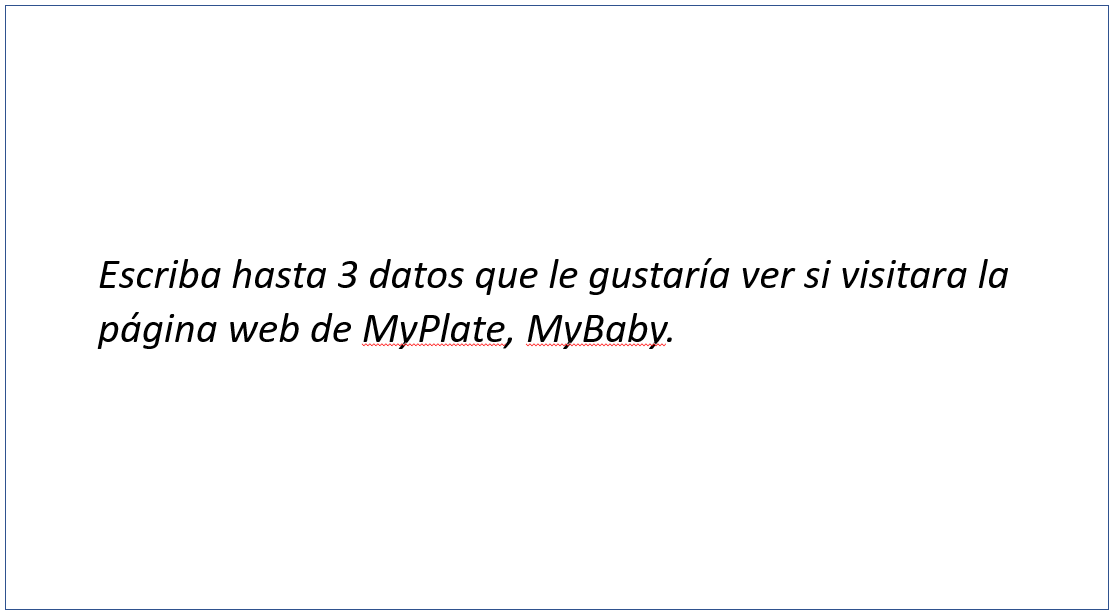 Escriba hasta 3 datos que le gustaría ver si visitara la
página web de MyPlate, MyBaby.